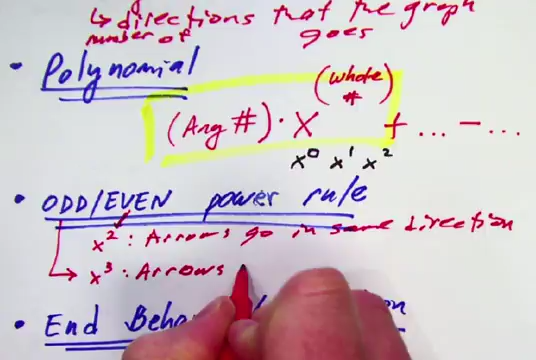 ↳ directions that the graph
number of goes
• Polynomial
(Any #) · X^(whole #) + ... − ...
x⁰ x¹ x²
• ODD/EVEN power rule
x²: Arrows go in same direction
→ x³: Arrows
• End Beha